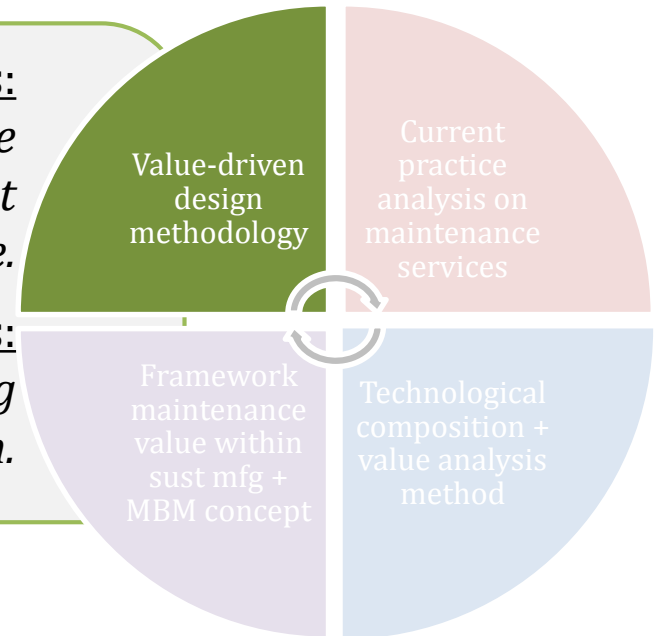 s:
e
t
e.
s:
g
n.
Value-driven
design
methodology
Current
practice
analysis on
maintenance
services
Framework
maintenance
value within
sust mfg +
MBM concept
Technological
composition +
value analysis
method